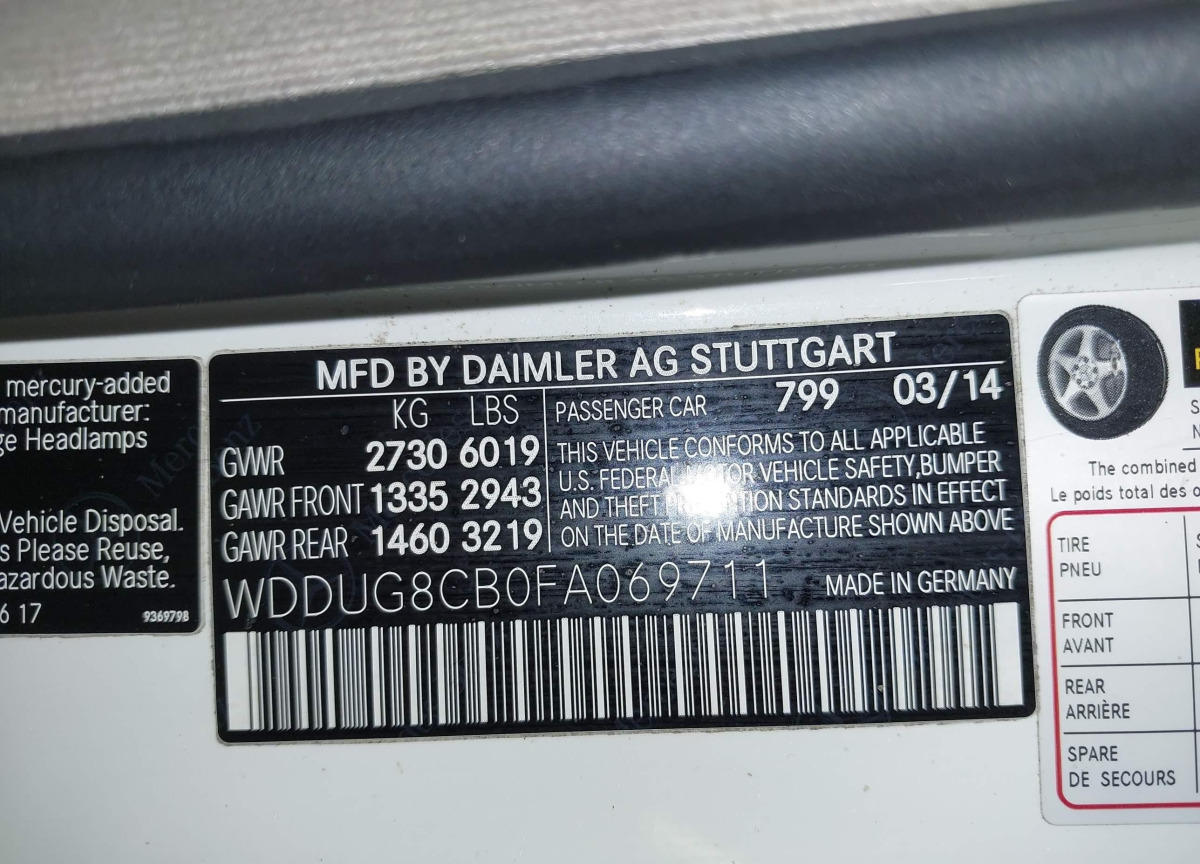 mercury-added
manufacturer:
ge Headlamps
Vehicle Disposal.
s Please Reuse,
azardous Waste.
6 17 9369798
MFD BY DAIMLER AG STUTTGART
KG LBS PASSENGER CAR 799 03/14
GVWR 2730 6019
GAWR FRONT 1335 2943
GAWR REAR 1460 3219
THIS VEHICLE CONFORMS TO ALL APPLICABLE
U.S. FEDERAL MOTOR VEHICLE SAFETY, BUMPER
AND THEFT STANDARDS IN EFFECT
ON THE DATE OF MANUFACTURE SHOWN ABOVE
WDDUG8CB0FA069711 MADE IN GERMANY
The combined
Le poids total des
TIRE
PNEU
FRONT
AVANT
REAR
ARRIÈRE
SPARE
DE SECOURS